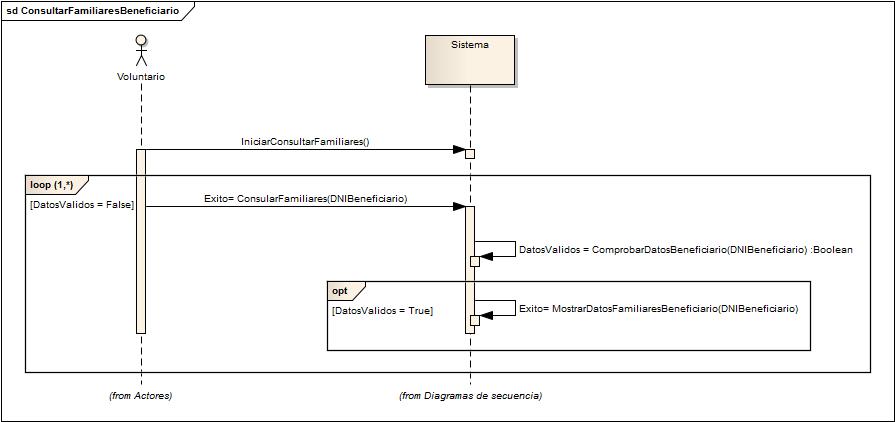 sd ConsultarFamiliaresBeneficiario
Voluntario
Sistema
IniciarConsultarFamiliares()
loop (1,*)
[DatosValidos = False]
Exito= ConsularFamiliares(DNIBeneficiario)
DatosValidos = ComprobarDatosBeneficiario(DNIBeneficiario) :Boolean
opt
[DatosValidos = True]
Exito= MostrarDatosFamiliaresBeneficiario(DNIBeneficiario)
(from Actores)
(from Diagramas de secuencia)